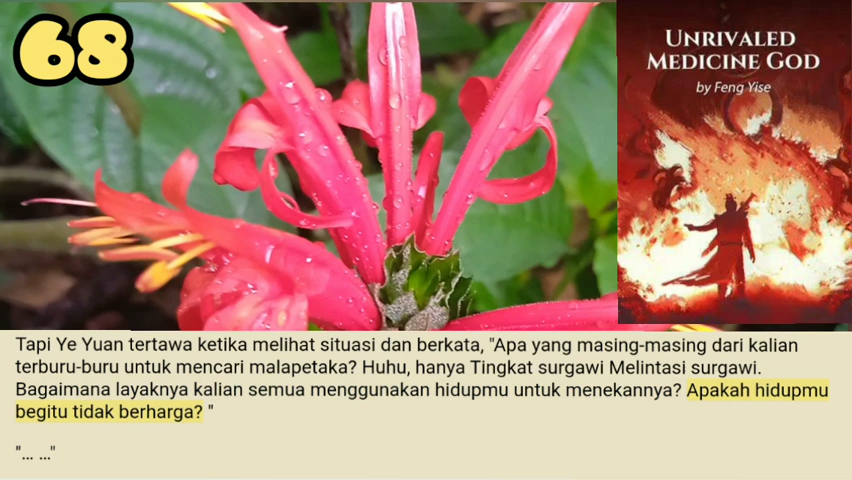 68
UNRIVALED
MEDICINE GOD
by Feng Yise
Tapi Ye Yuan tertawa ketika melihat situasi dan berkata, "Apa yang masing-masing dari kalian
terburu-buru untuk mencari malapetaka? Huhu, hanya Tingkat surgawi Melintasi surgawi.
Bagaimana layaknya kalian semua menggunakan hidupmu untuk menekannya? Apakah hidupmu
begitu tidak berharga? "
"... ..."